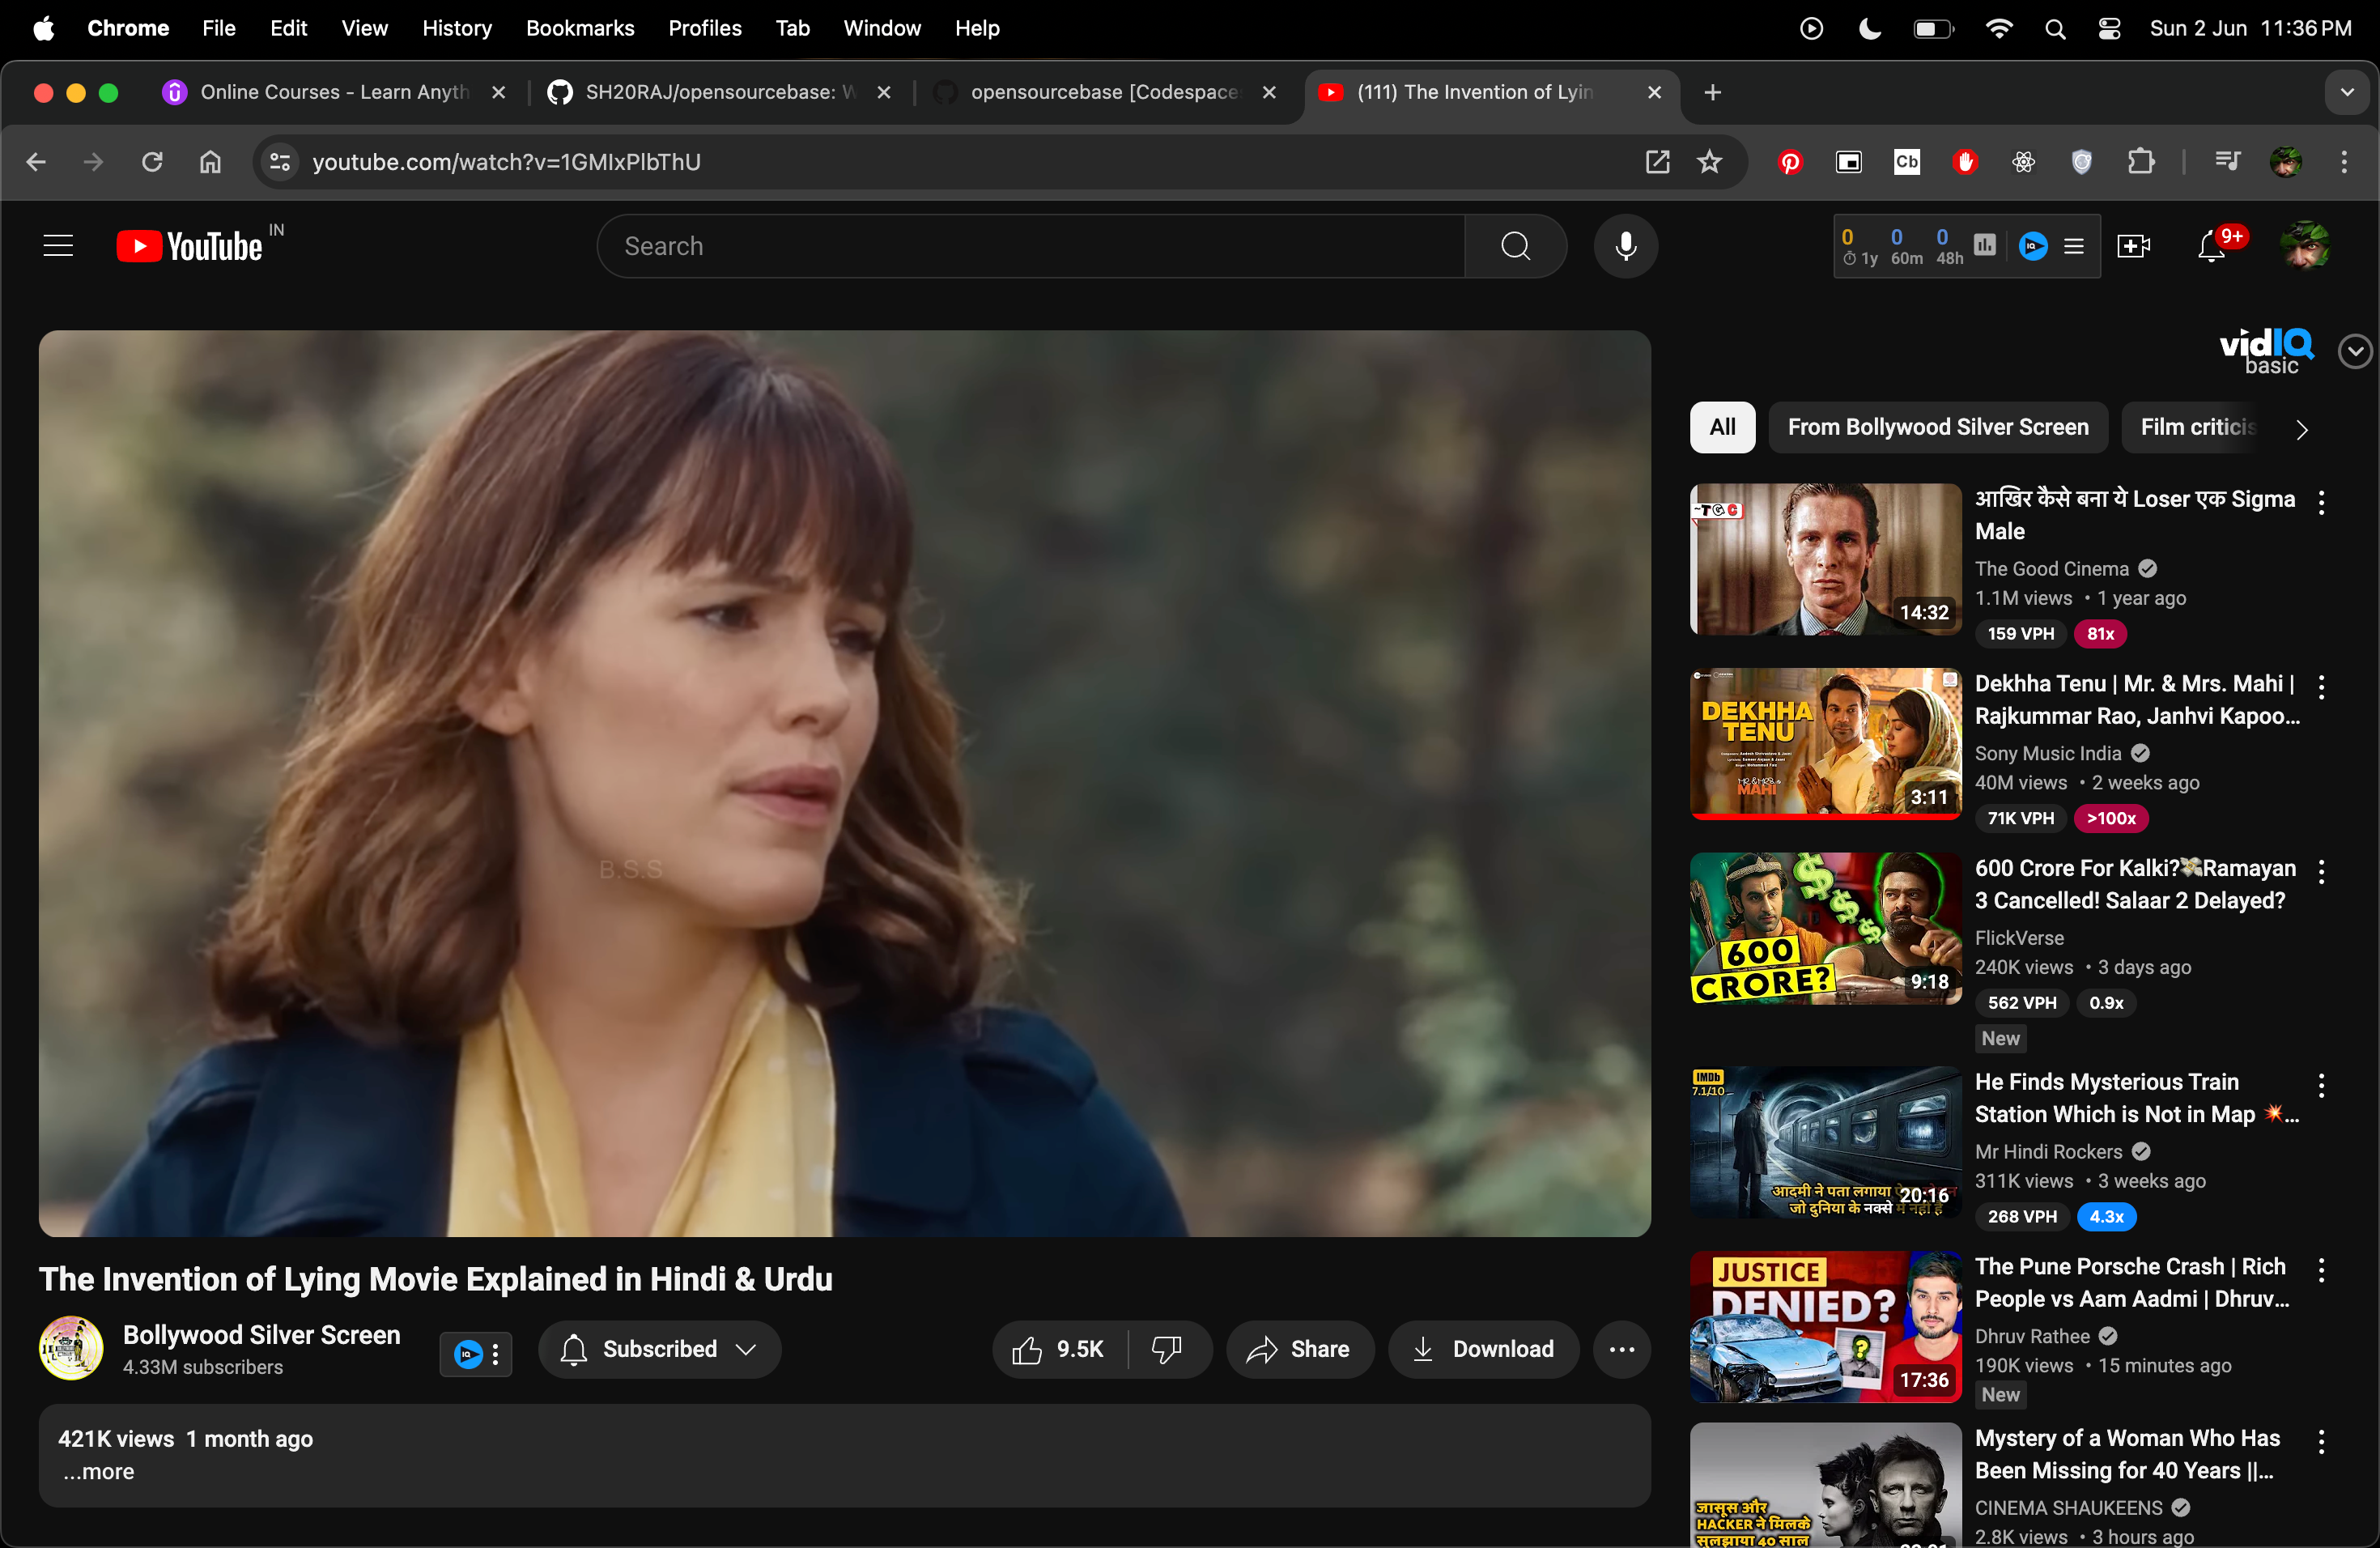 Chrome File Edit View History Bookmarks Profiles Tab Window Help
Sun 2 Jun 11:36 PM
Online Courses - Learn Anyth
SH20RAJ/opensourcebase: W
opensourcebase [Codespace
(111) The Invention of Lyin
youtube.com/watch?v=1GMIxPlbThU
Cb
YouTube IN
Search
0 0 0
1y 60m 48h
9+
vidIQ
basic
All
From Bollywood Silver Screen
Film criticis
B.S.S
The Invention of Lying Movie Explained in Hindi & Urdu
Bollywood Silver Screen
4.33M subscribers
Subscribed
9.5K
Share
Download
421K views 1 month ago
...more
~TGC
14:32
आखिर कैसे बना ये Loser एक Sigma
Male
The Good Cinema
1.1M views • 1 year ago
159 VPH 81x
DEKHHA
TENU
MR. & MRS.
MAHI
3:11
Dekhha Tenu | Mr. & Mrs. Mahi |
Rajkummar Rao, Janhvi Kapoo...
Sony Music India
40M views • 2 weeks ago
71K VPH >100x
600
CRORE?
9:18
600 Crore For Kalki?💸Ramayan
3 Cancelled! Salaar 2 Delayed?
FlickVerse
240K views • 3 days ago
562 VPH 0.9x
New
IMDb
7.1/10
आदमी ने पता लगाया
जो दुनिया के नक्से में नहीं है
20:16
He Finds Mysterious Train
Station Which is Not in Map 💥...
Mr Hindi Rockers
311K views • 3 weeks ago
268 VPH 4.3x
JUSTICE
DENIED?
?
17:36
The Pune Porsche Crash | Rich
People vs Aam Aadmi | Dhruv...
Dhruv Rathee
190K views • 15 minutes ago
New
जासूस और
HACKER ने मिलके
सुलझाया 40 साल
Mystery of a Woman Who Has
Been Missing for 40 Years ||...
CINEMA SHAUKEENS
2.8K views • 3 hours ago